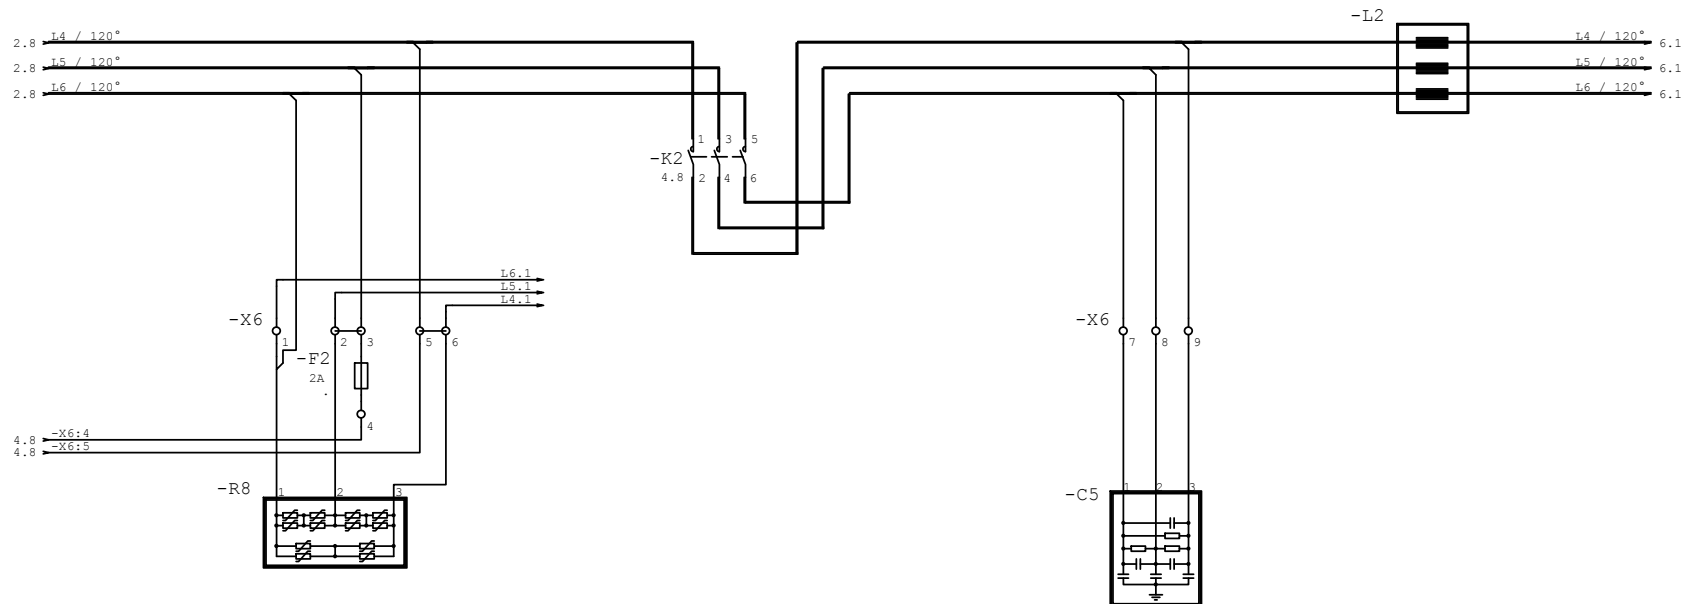 -L2
2.8 L4 / 120° L4 / 120° 6.1
2.8 L5 / 120° L5 / 120° 6.1
2.8 L6 / 120° L6 / 120° 6.1
1 3 5
-K2
4.8 2 4 6
L6.1
L5.1
L4.1
-X6 -X6
1 2 3 5 6 7 8 9
-F2
2A
.
4
4.8 -X6:4
4.8 -X6:5
-R8 1 2 3
-C5 1 2 3